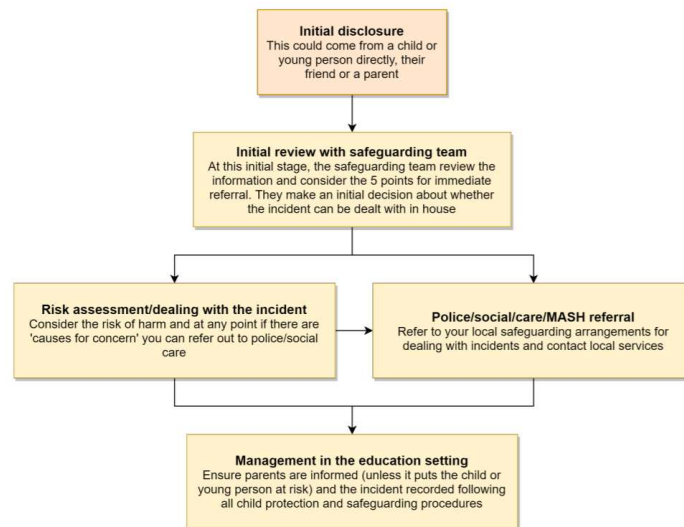 Initial disclosure
This could come from a child or
young person directly, their
friend or a parent
Initial review with safeguarding team
At this initial stage, the safeguarding team review the
information and consider the 5 points for immediate
referral. They make an initial decision about whether
the incident can be dealt with in house
Risk assessment/dealing with the incident
Consider the risk of harm and at any point if there are
'causes for concern' you can refer out to police/social
care
Police/social/care/MASH referral
Refer to your local safeguarding arrangements for
dealing with incidents and contact local services
Management in the education setting
Ensure parents are informed (unless it puts the child or
young person at risk) and the incident recorded following
all child protection and safeguarding procedures